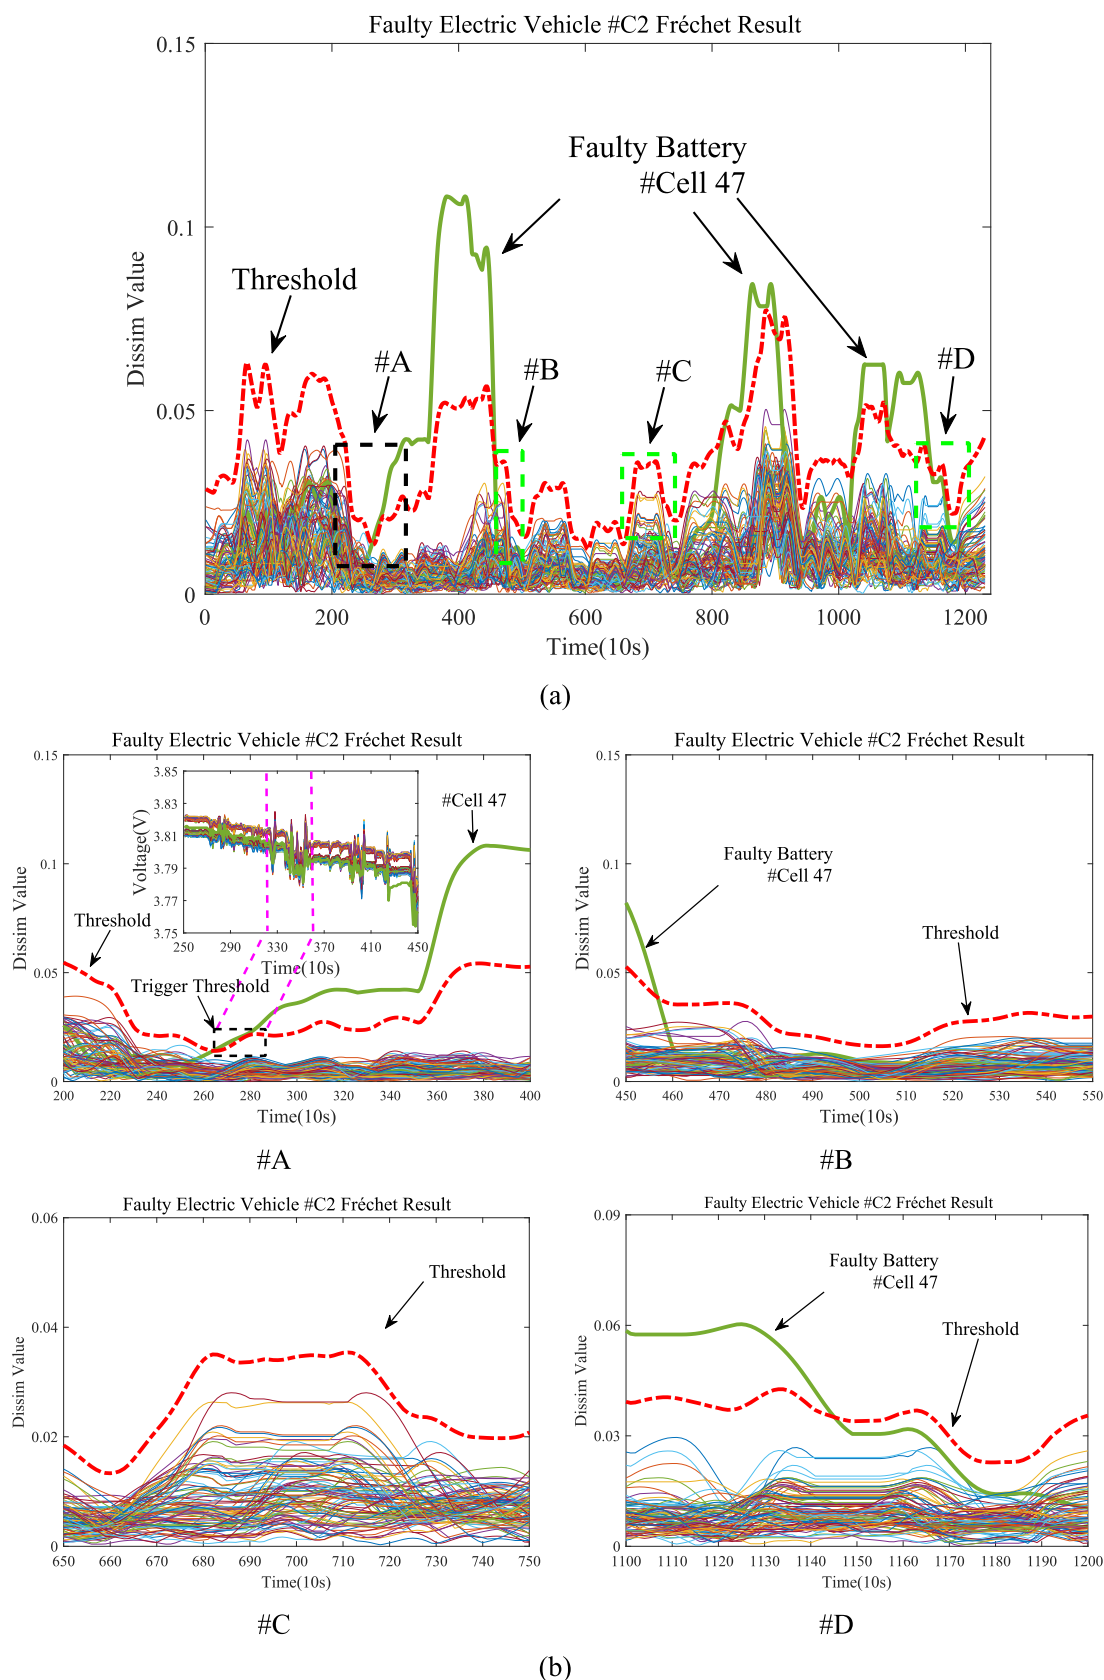 Faulty Electric Vehicle #C2 Fréchet Result
0.15
Faulty Battery
#Cell 47
0.1
Threshold
Dissim Value
#A
#B
#C
#D
0.05
0
0 200 400 600 800 1000 1200
Time(10s)
(a)
Faulty Electric Vehicle #C2 Fréchet Result
0.15
3.85
3.83
3.81
3.79
3.77
3.75
Voltage(V)
250 290 330 370 410 450
Time(10s)
#Cell 47
0.1
Dissim Value
Threshold
Trigger Threshold
0.05
0
200 220 240 260 280 300 320 340 360 380 400
Time(10s)
#A
Faulty Electric Vehicle #C2 Fréchet Result
0.15
0.1
Faulty Battery
#Cell 47
Dissim Value
Threshold
0.05
0
450 460 470 480 490 500 510 520 530 540 550
Time(10s)
#B
Faulty Electric Vehicle #C2 Fréchet Result
0.06
Threshold
0.04
Dissim Value
0.02
0
650 660 670 680 690 700 710 720 730 740 750
Time(10s)
#C
Faulty Electric Vehicle #C2 Fréchet Result
0.09
Faulty Battery
#Cell 47
0.06
Threshold
Dissim Value
0.03
0
1100 1110 1120 1130 1140 1150 1160 1170 1180 1190 1200
Time(10s)
#D
(b)